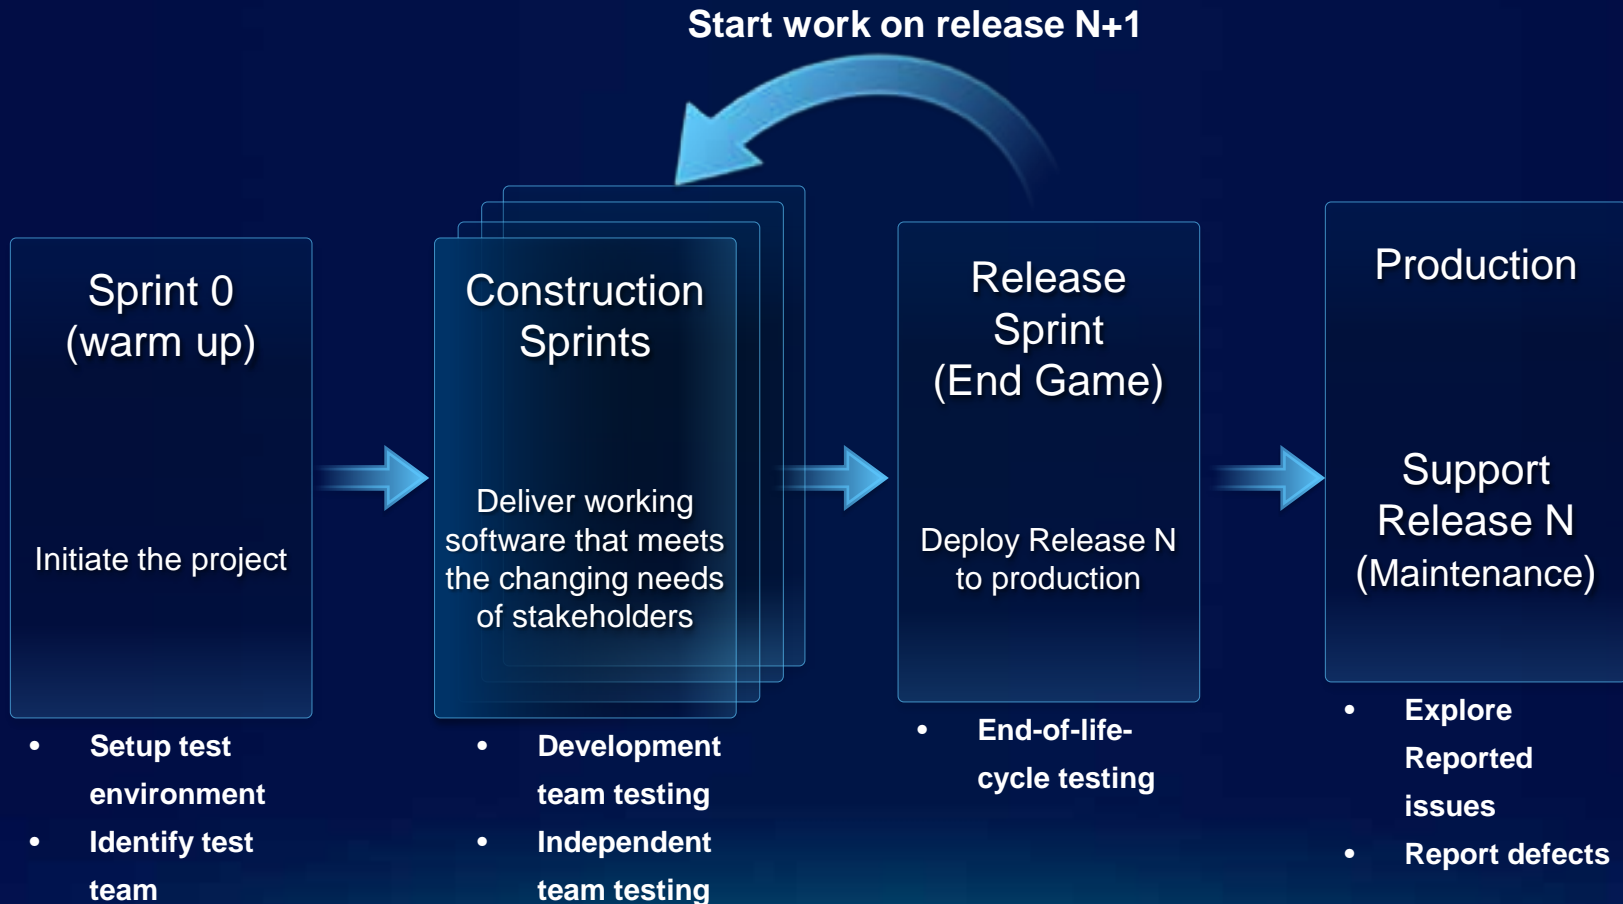 Start work on release N+1
Sprint 0
(warm up)
Initiate the project
• Setup test
environment
• Identify test
team
Construction
Sprints
Deliver working
software that meets
the changing needs
of stakeholders
• Development
team testing
• Independent
team testing
Release
Sprint
(End Game)
Deploy Release N
to production
• End-of-life-
cycle testing
Production
Support
Release N
(Maintenance)
• Explore
Reported
issues
• Report defects